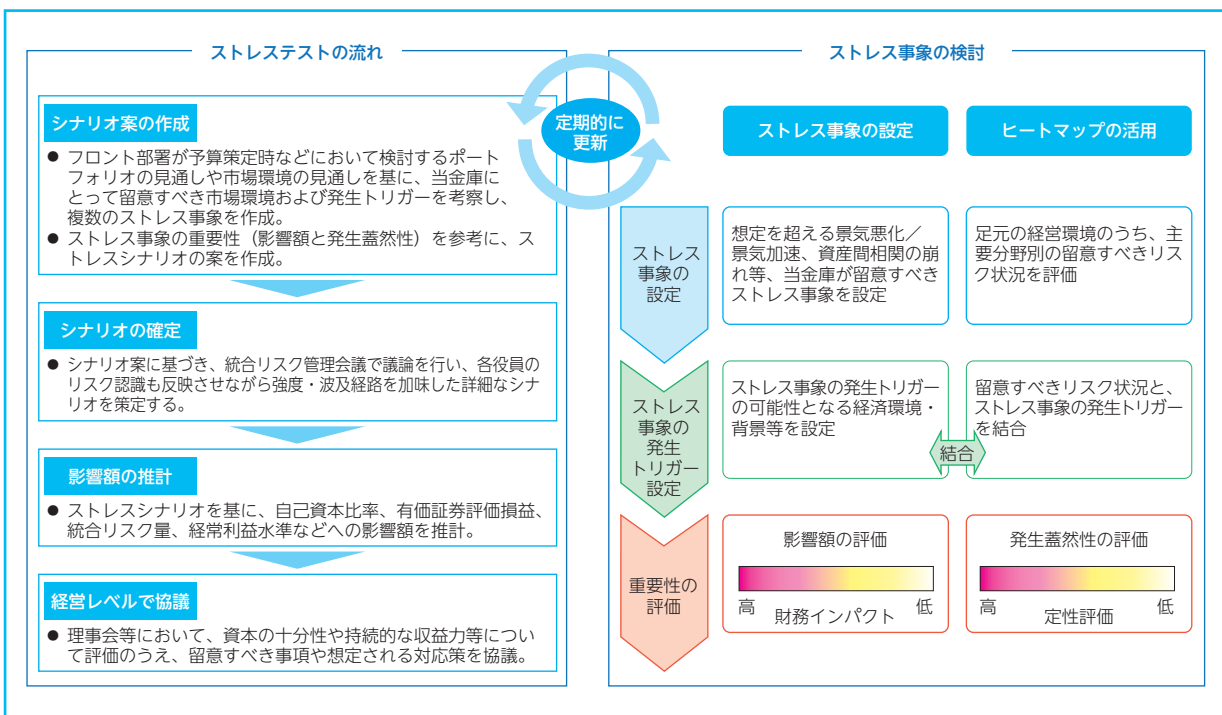 ストレステストの流れ
シナリオ案の作成
● フロント部署が予算策定時などにおいて検討するポート
フォリオの見通しや市場環境の見通しを基に、当金庫に
とって留意すべき市場環境および発生トリガーを考察し、
複数のストレス事象を作成。
● ストレス事象の重要性（影響額と発生蓋然性）を参考に、ス
トレスシナリオの案を作成。
シナリオの確定
● シナリオ案に基づき、統合リスク管理会議で議論を行い、各役員の
リスク認識も反映させながら強度・波及経路を加味した詳細なシナ
リオを策定する。
影響額の推計
● ストレスシナリオを基に、自己資本比率、有価証券評価損益、
統合リスク量、経常利益水準などへの影響額を推計。
経営レベルで協議
● 理事会等において、資本の十分性や持続的な収益力等につい
て評価のうえ、留意すべき事項や想定される対応策を協議。
定期的に
更新
ストレス事象の検討
ストレス事象の設定
ヒートマップの活用
ストレス
事象の
設定
想定を超える景気悪化／
景気加速、資産間相関の崩
れ等、当金庫が留意すべき
ストレス事象を設定
足元の経営環境のうち、主
要分野別の留意すべきリス
ク状況を評価
ストレス
事象の
発生
トリガー
設定
ストレス事象の発生トリガー
の可能性となる経済環境・
背景等を設定
結合
留意すべきリスク状況と、
ストレス事象の発生トリガー
を結合
重要性の
評価
影響額の評価
高
財務インパクト
低
発生蓋然性の評価
高
定性評価
低